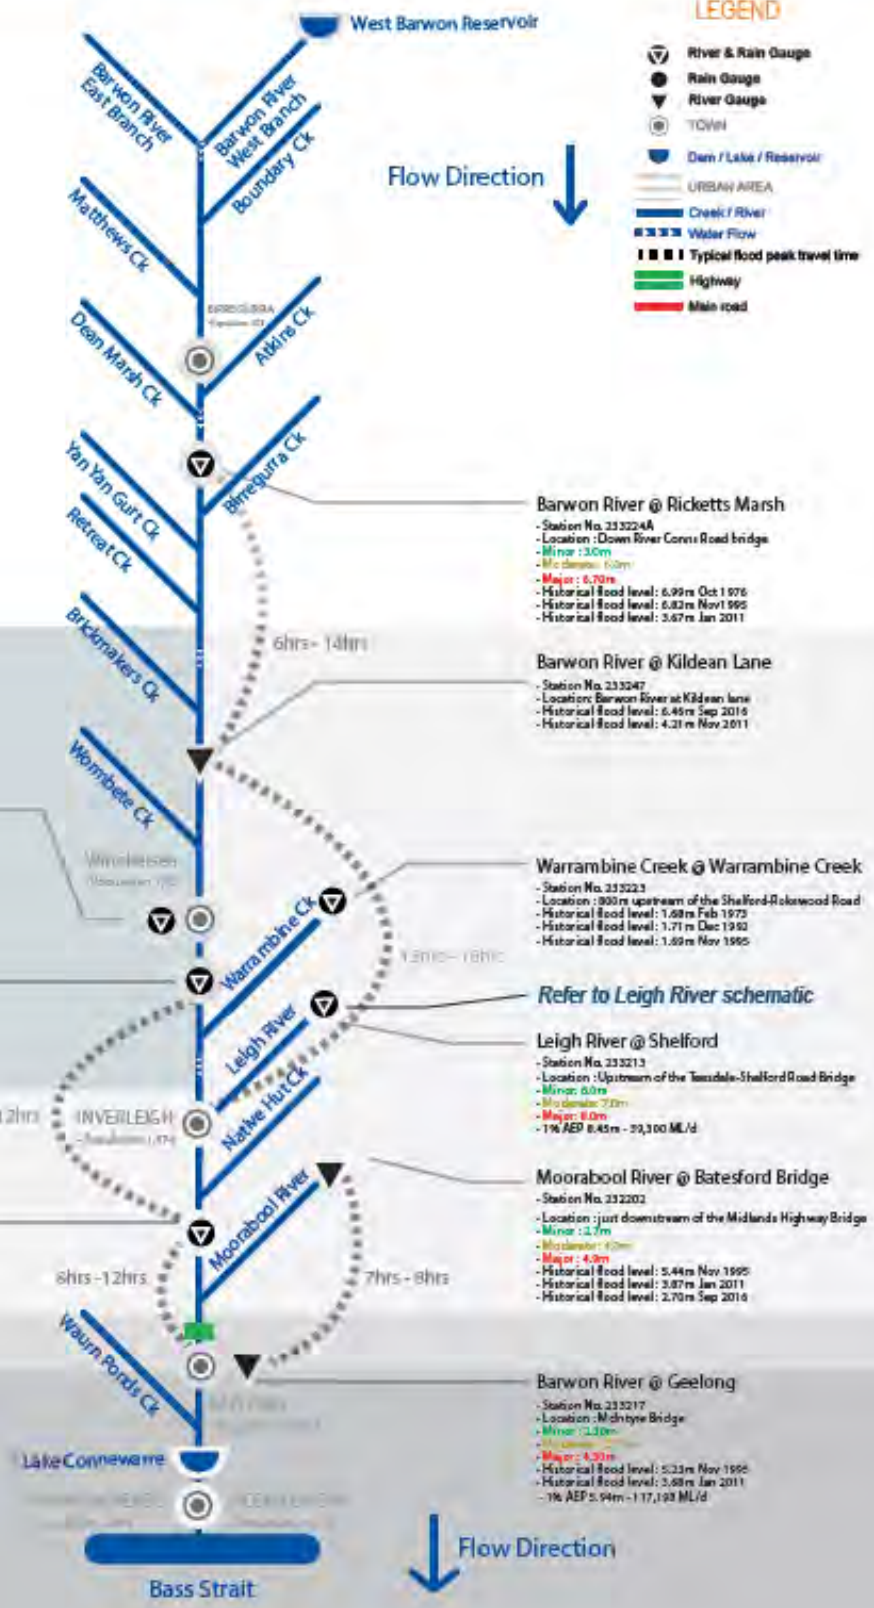 LEGEND
River & Rain Gauge
Rain Gauge
River Gauge
TOWN
Dam / Lake / Reservoir
URBAN AREA
Creek / River
Water Flow
Typical flood peak travel time
Highway
Main road
West Barwon Reservoir
Barwon River
East Branch
Barwon River
West Branch
Boundary Ck
Flow Direction
Matthews Ck
Dean Marsh Ck
Atkins Ck
Birregurra Ck
Yan Yan Gurt Ck
Retreat Ck
Brickmakers Ck
Barwon River @ Ricketts Marsh
- Station No. 233224A
- Location : Down River Conns Road bridge
- Minor : 3.0m
- Major : 6.70m
- Historical flood level : 6.99m Oct 1976
- Historical flood level : 6.82m Nov 1995
- Historical flood level : 3.67m Jan 2011
6hrs - 14hrs
Barwon River @ Kildean Lane
- Station No. 233247
- Location: Barwon River at Kildean lane
- Historical flood level : 6.46m Sep 2016
- Historical flood level : 4.21m Nov 2011
Wormbete Ck
Warrambine Ck
Warrambine Creek @ Warrambine Creek
- Station No. 233223
- Location : 800m upstream of the Shelford-Rokewood Road
- Historical flood level : 1.68m Feb 1973
- Historical flood level : 1.71m Dec 1992
- Historical flood level : 1.69m Nov 1995
Refer to Leigh River schematic
Leigh River
Leigh River @ Shelford
- Station No. 233213
- Location : Upstream of the Teesdale-Shelford Road Bridge
- Minor: 6.0m
- Moderate: 7.0m
- Major: 8.0m
- 1% AEP 8.45m - 39,300 ML/d
12hrs
INVERLEIGH
Native Hut Ck
Moorabool River
Moorabool River @ Batesford Bridge
- Station No. 232202
- Location : just downstream of the Midlands Highway Bridge
- Minor : 2.7m
- Major : 4.9m
- Historical flood level : 5.44m Nov 1995
- Historical flood level : 3.87m Jan 2011
- Historical flood level : 2.70m Sep 2016
6hrs -12hrs
7hrs - 8hrs
Waurn Ponds Ck
Barwon River @ Geelong
- Station No. 233217
- Location : McIntyre Bridge
- Historical flood level : 5.23m Nov 1995
- Historical flood level : 3.68m Jan 2011
- 1% AEP 5.94m - 117,193 ML/d
Lake Connewarre
Flow Direction
Bass Strait